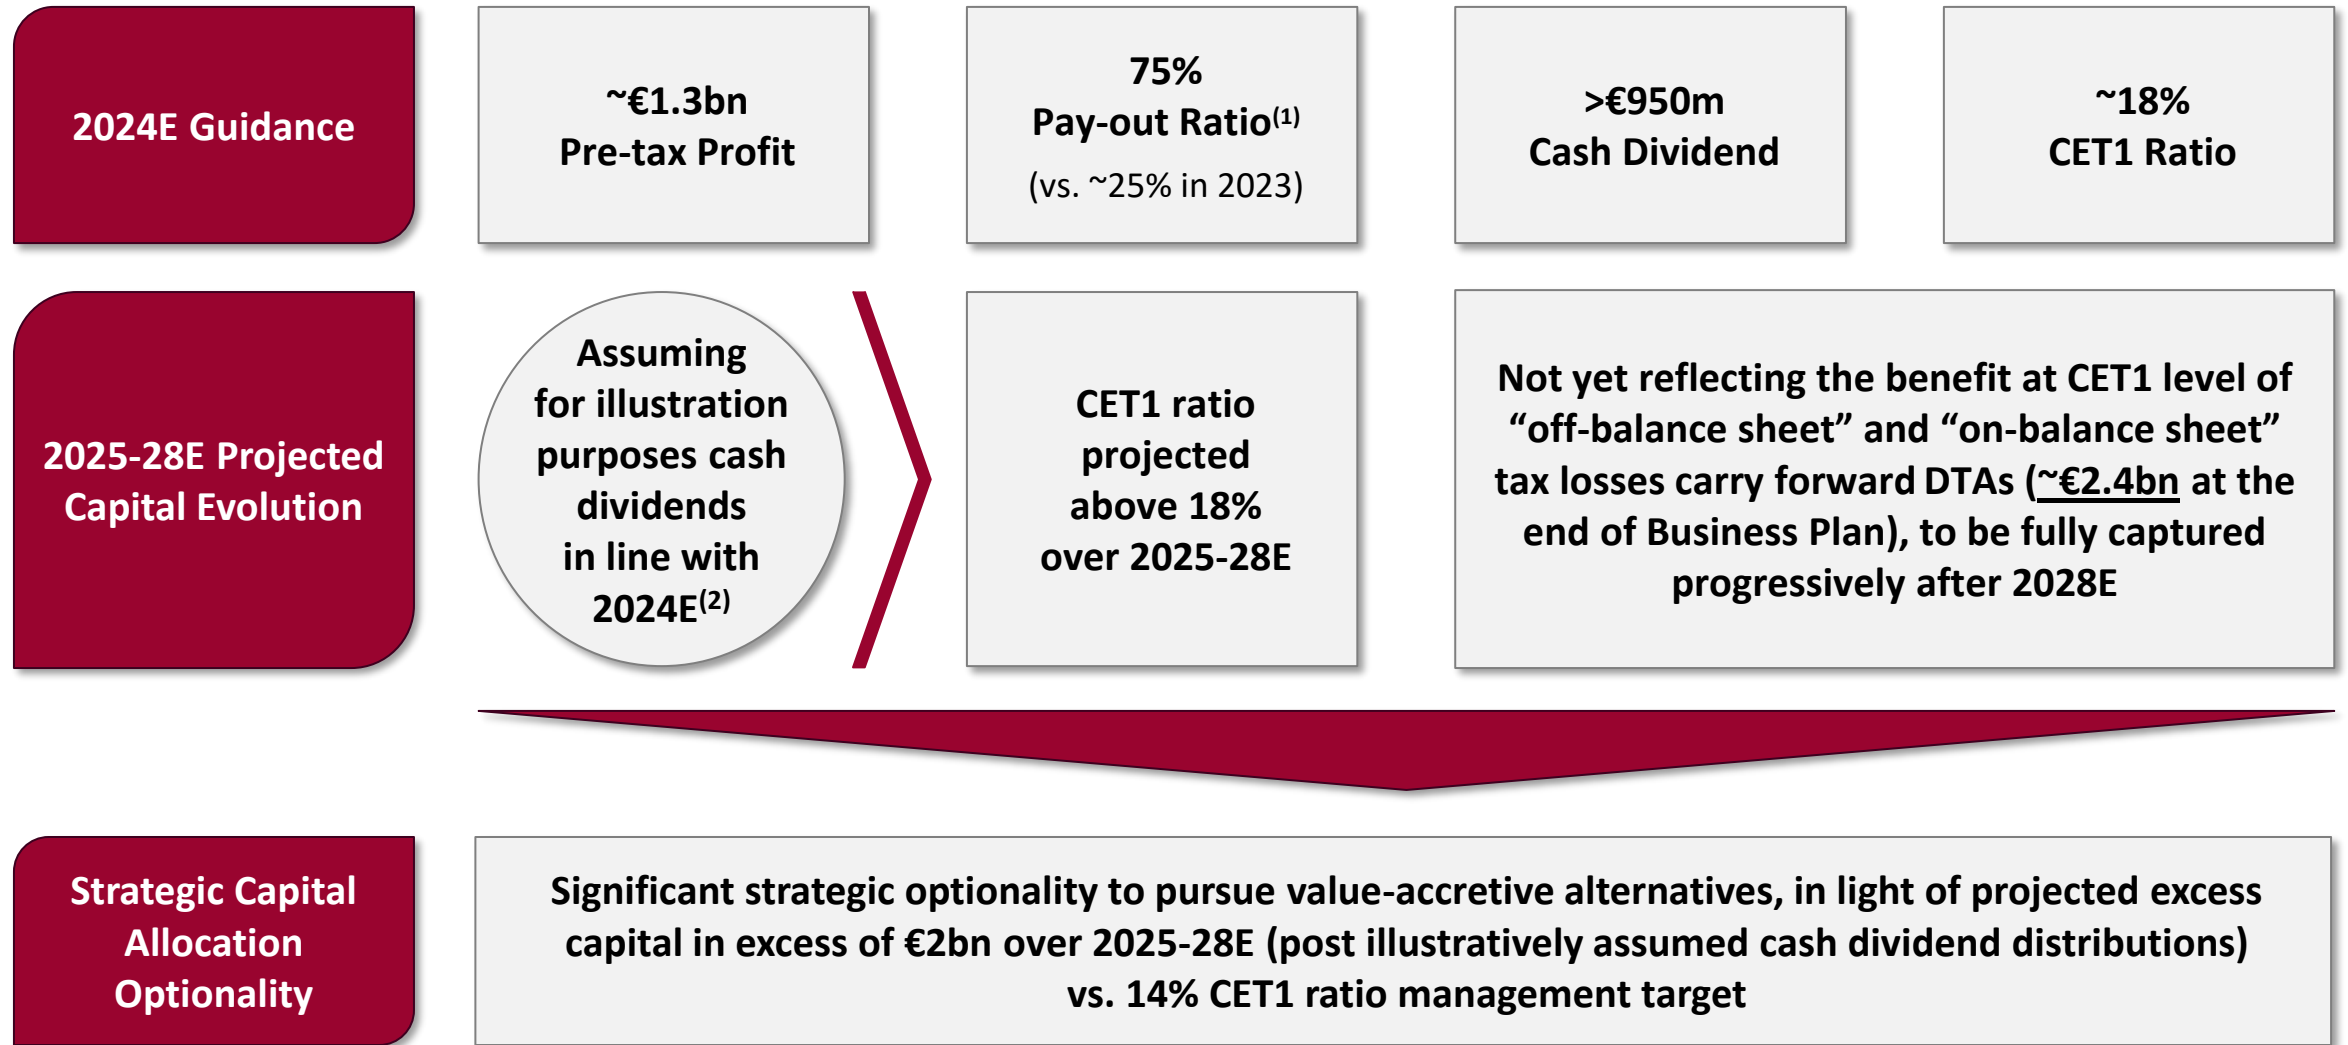 2024E Guidance
~€1.3bn
Pre-tax Profit
75%
Pay-out Ratio(1)
(vs. ~25% in 2023)
>€950m
Cash Dividend
~18%
CET1 Ratio
2025-28E Projected
Capital Evolution
Assuming
for illustration
purposes cash
dividends
in line with
2024E(2)
CET1 ratio
projected
above 18%
over 2025-28E
Not yet reflecting the benefit at CET1 level of
“off-balance sheet” and “on-balance sheet”
tax losses carry forward DTAs (~€2.4bn at the
end of Business Plan), to be fully captured
progressively after 2028E
Strategic Capital
Allocation
Optionality
Significant strategic optionality to pursue value-accretive alternatives, in light of projected excess
capital in excess of €2bn over 2025-28E (post illustratively assumed cash dividend distributions)
vs. 14% CET1 ratio management target